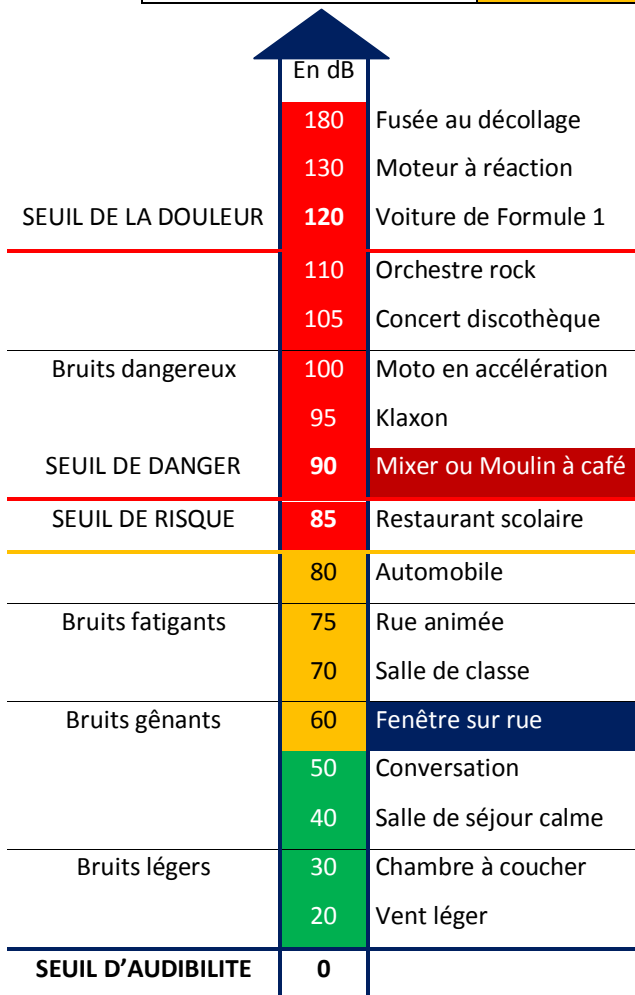 En dB
180 Fusée au décollage
130 Moteur à réaction
SEUIL DE LA DOULEUR 120 Voiture de Formule 1
110 Orchestre rock
105 Concert discothèque
Bruits dangereux 100 Moto en accélération
95 Klaxon
SEUIL DE DANGER 90 Mixer ou Moulin à café
SEUIL DE RISQUE 85 Restaurant scolaire
80 Automobile
Bruits fatigants 75 Rue animée
70 Salle de classe
Bruits gênants 60 Fenêtre sur rue
50 Conversation
40 Salle de séjour calme
Bruits légers 30 Chambre à coucher
20 Vent léger
SEUIL D’AUDIBILITE 0